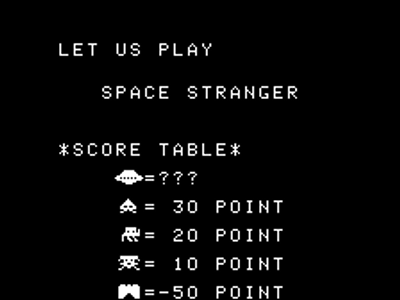 LET US PLAY
SPACE STRANGER
*SCORE TABLE*
=???
= 30 POINT
= 20 POINT
= 10 POINT
=-50 POINT